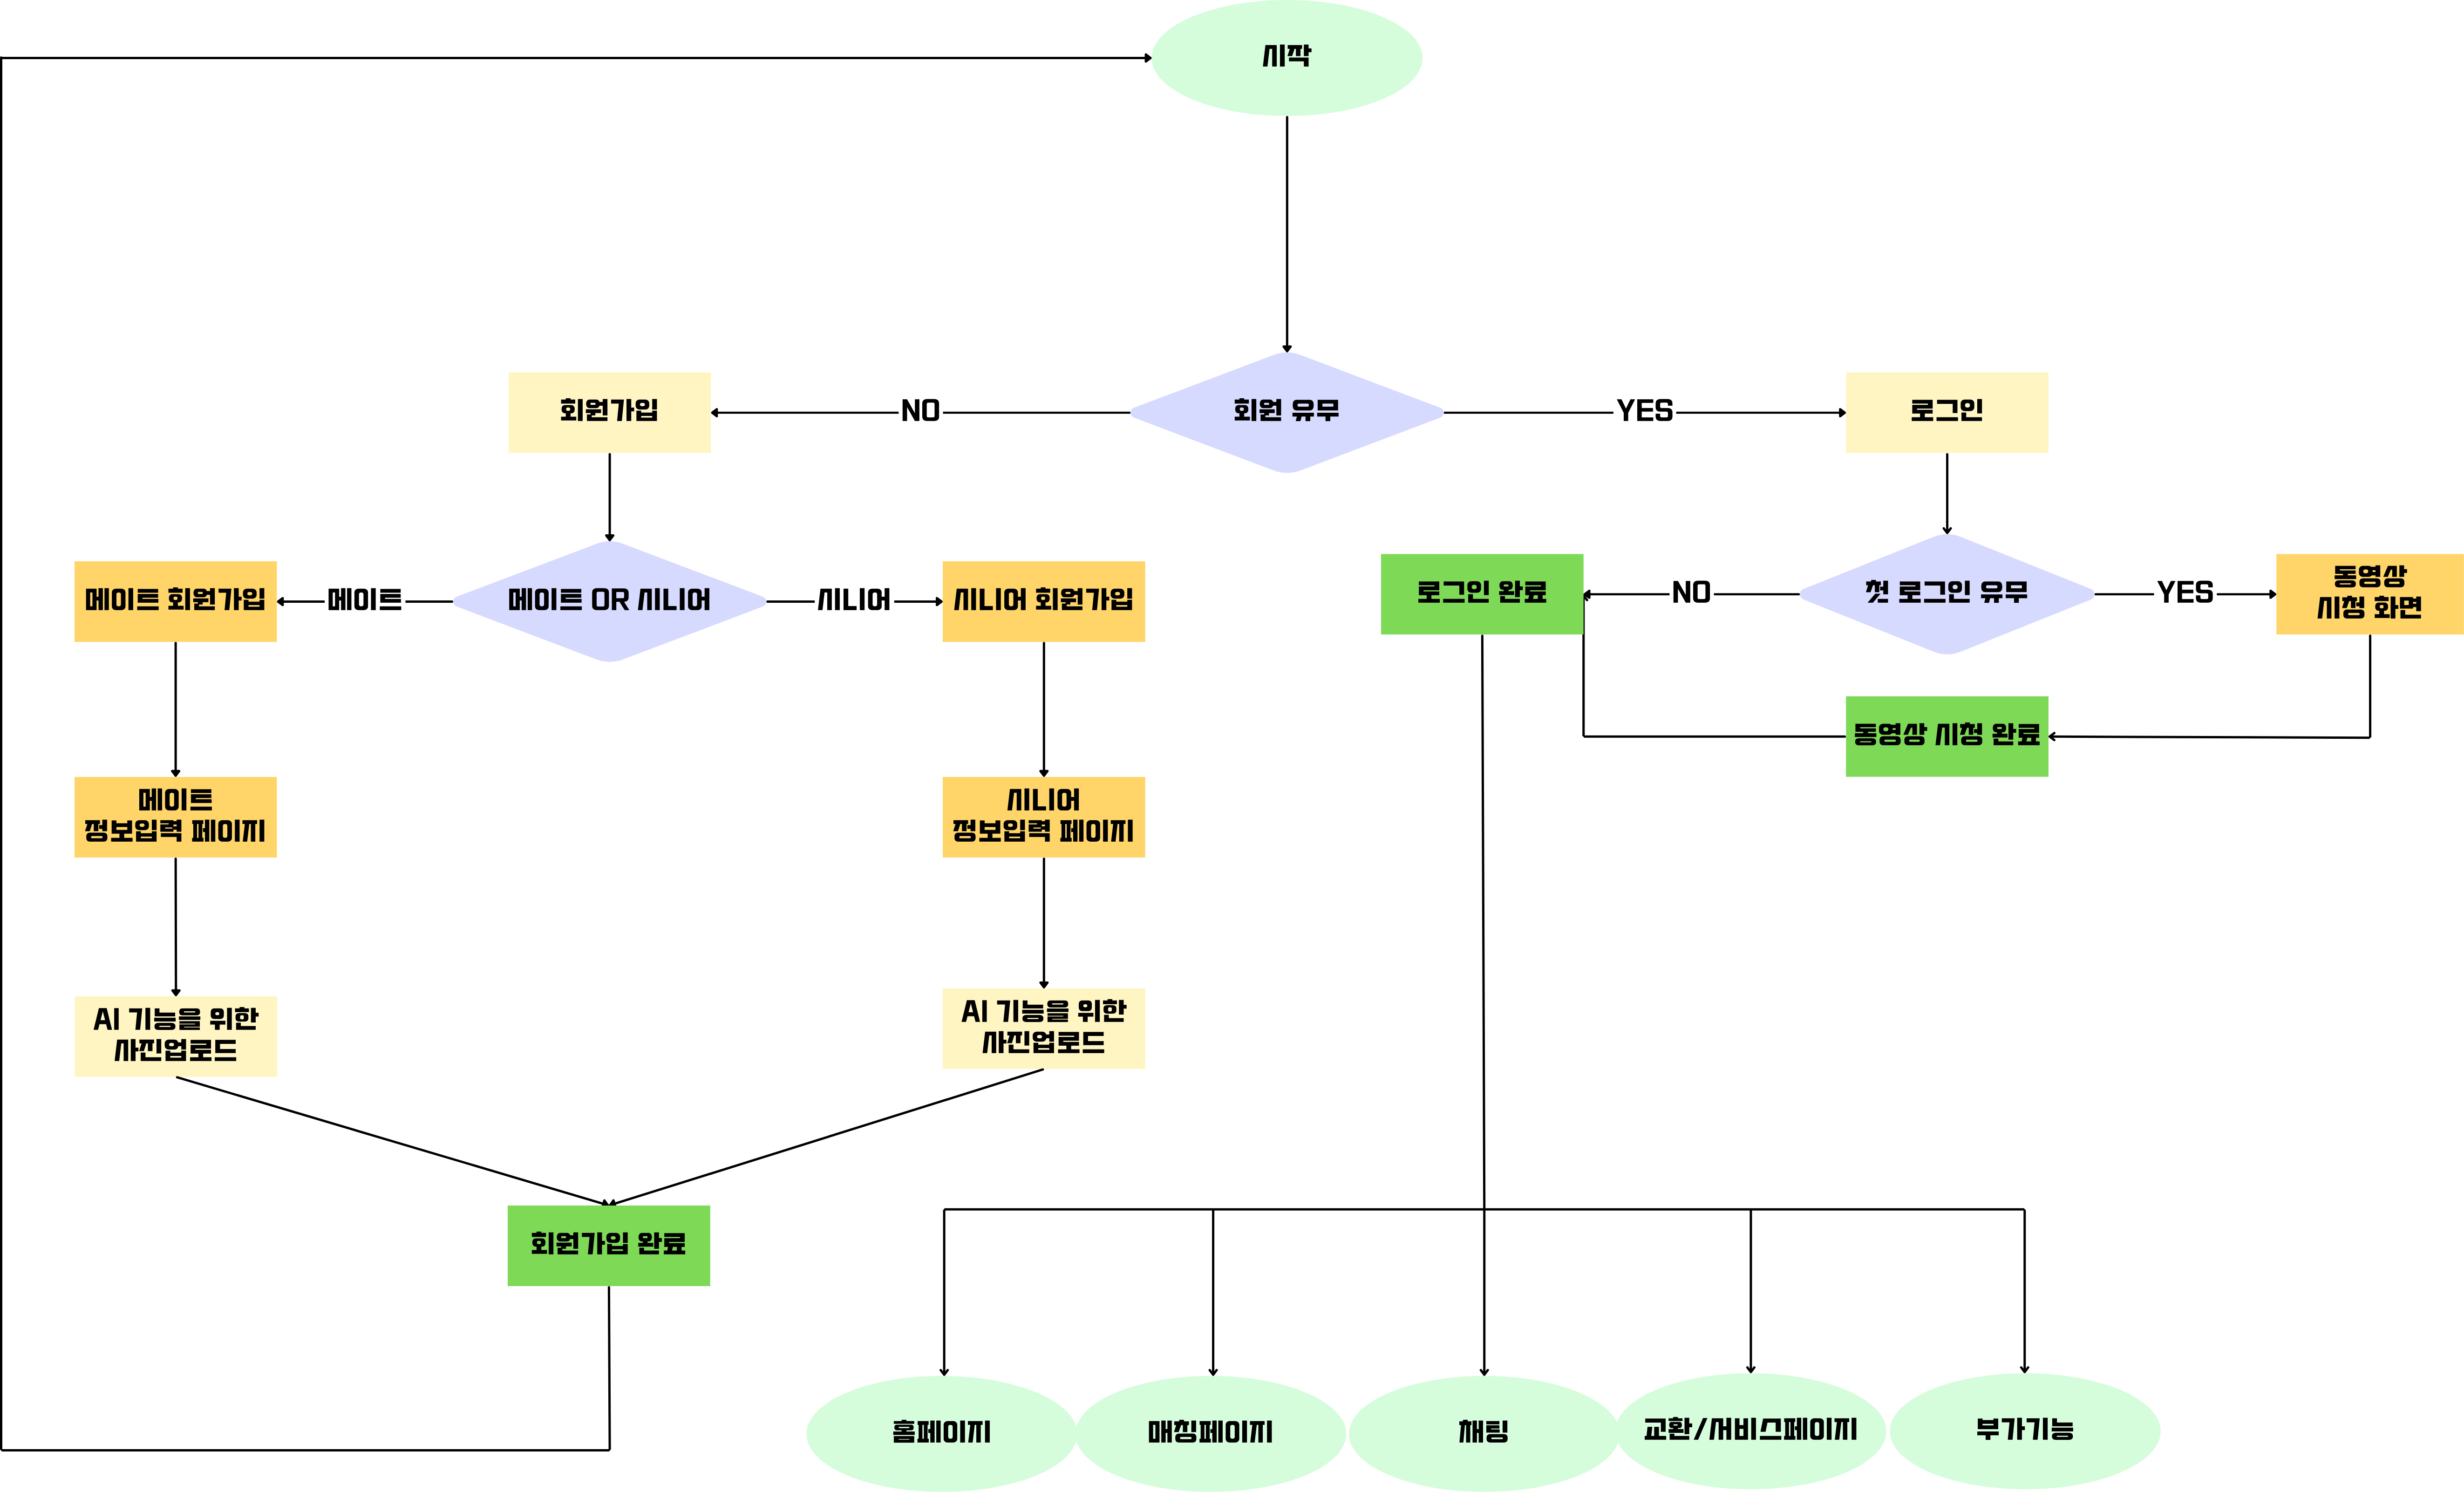 시작
회원가입
NO
회원 유무
YES
로그인
메이트 회원가입
메이트
메이트 OR 시니어
시니어
시니어 회원가입
로그인 완료
NO
첫 로그인 유무
YES
동영상
시청 화면
동영상 시청 완료
메이트
정보입력 페이지
시니어
정보입력 페이지
AI 기능을 위한
사진업로드
AI 기능을 위한
사진업로드
회원가입 완료
홈페이지
매칭페이지
채팅
교환/서비스페이지
부가기능